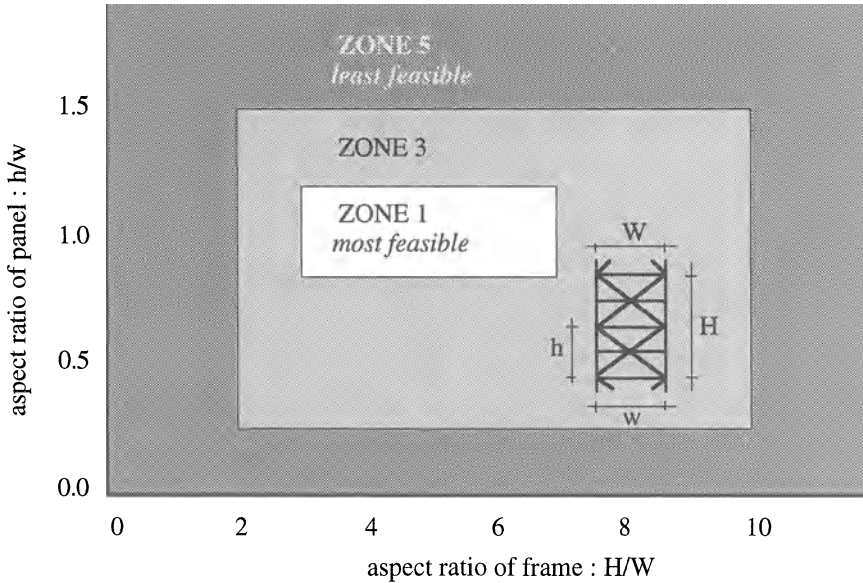 ZONE 5
least feasible
1.5
ZONE 3
aspect ratio of panel : h/w
ZONE 1
most feasible
1.0
W
H
h
0.5
w
0.0
0 2 4 6 8 10
aspect ratio of frame : H/W